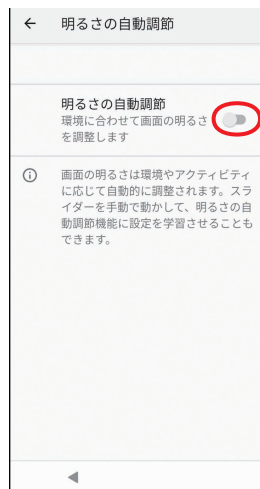 明るさの自動調節
明るさの自動調節
環境に合わせて画面の明るさ
を調整します
画面の明るさは環境やアクティビティ
に応じて自動的に調整されます。スラ
イダーを手動で動かして、明るさの自
動調節機能に設定を学習させることも
できます。